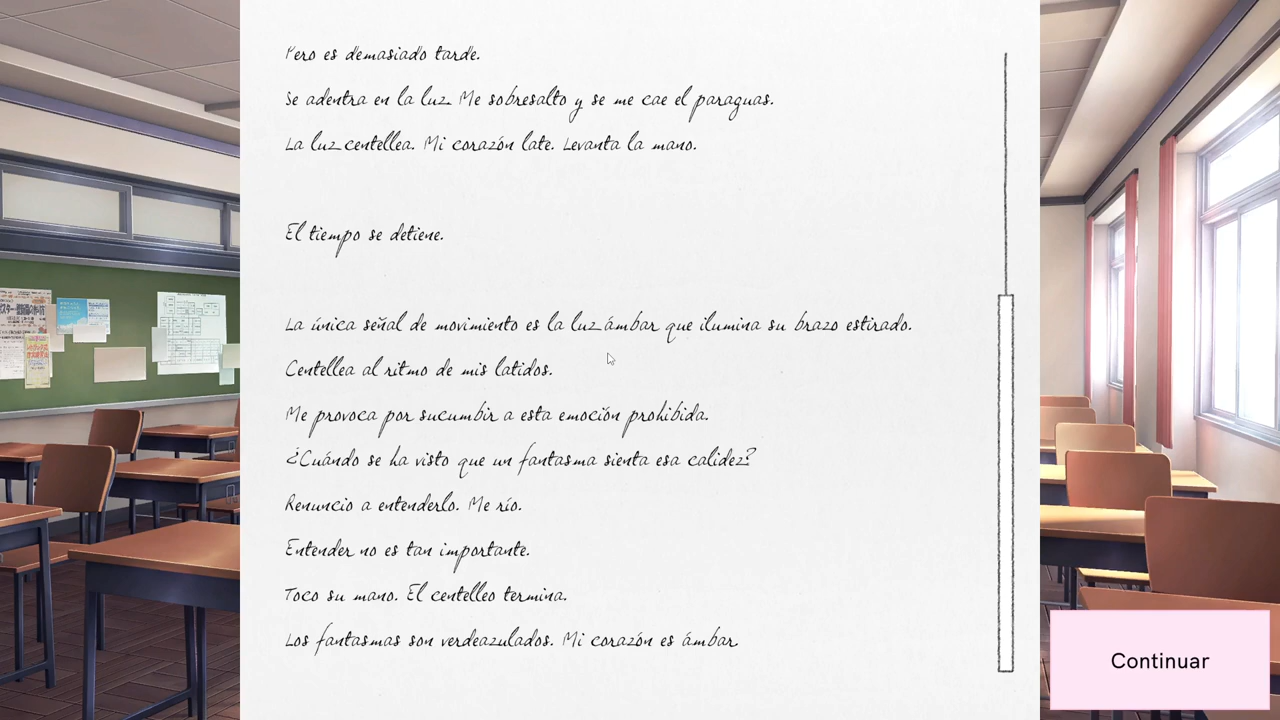 Pero es demasiado tarde.
Se adentra en la luz. Me sobresalto y se me cae el paraguas.
La luz centellea. Mi corazón late. Levanta la mano.
El tiempo se detiene.
La única señal de movimiento es la luz ámbar que ilumina su brazo estirado.
Centellea al ritmo de mis latidos.
Me provoca por sucumbir a esta emoción prohibida.
¿Cuándo se ha visto que un fantasma sienta esa calidez?
Renuncio a entenderlo. Me río.
Entender no es tan importante.
Toco su mano. El centelleo termina.
Los fantasmas son verdeazulados. Mi corazón es ámbar.
Continuar